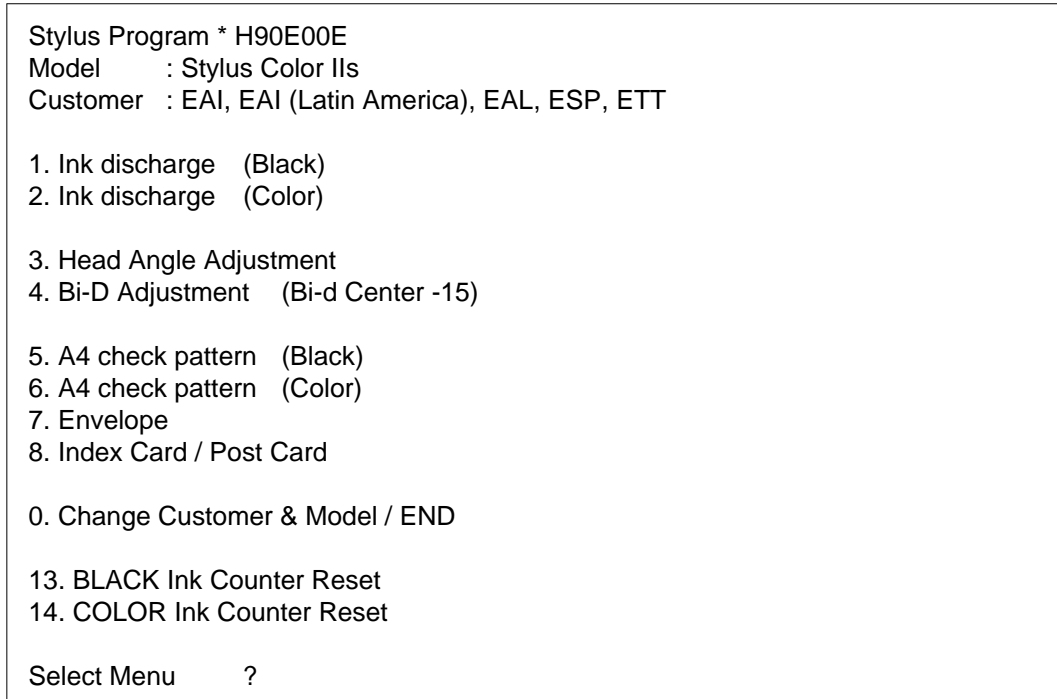 Stylus Program * H90E00E
Model : Stylus Color IIs
Customer : EAI, EAI (Latin America), EAL, ESP, ETT
1. Ink discharge (Black)
2. Ink discharge (Color)
3. Head Angle Adjustment
4. Bi-D Adjustment (Bi-d Center -15)
5. A4 check pattern (Black)
6. A4 check pattern (Color)
7. Envelope
8. Index Card / Post Card
0. Change Customer & Model / END
13. BLACK Ink Counter Reset
14. COLOR Ink Counter Reset
Select Menu ?